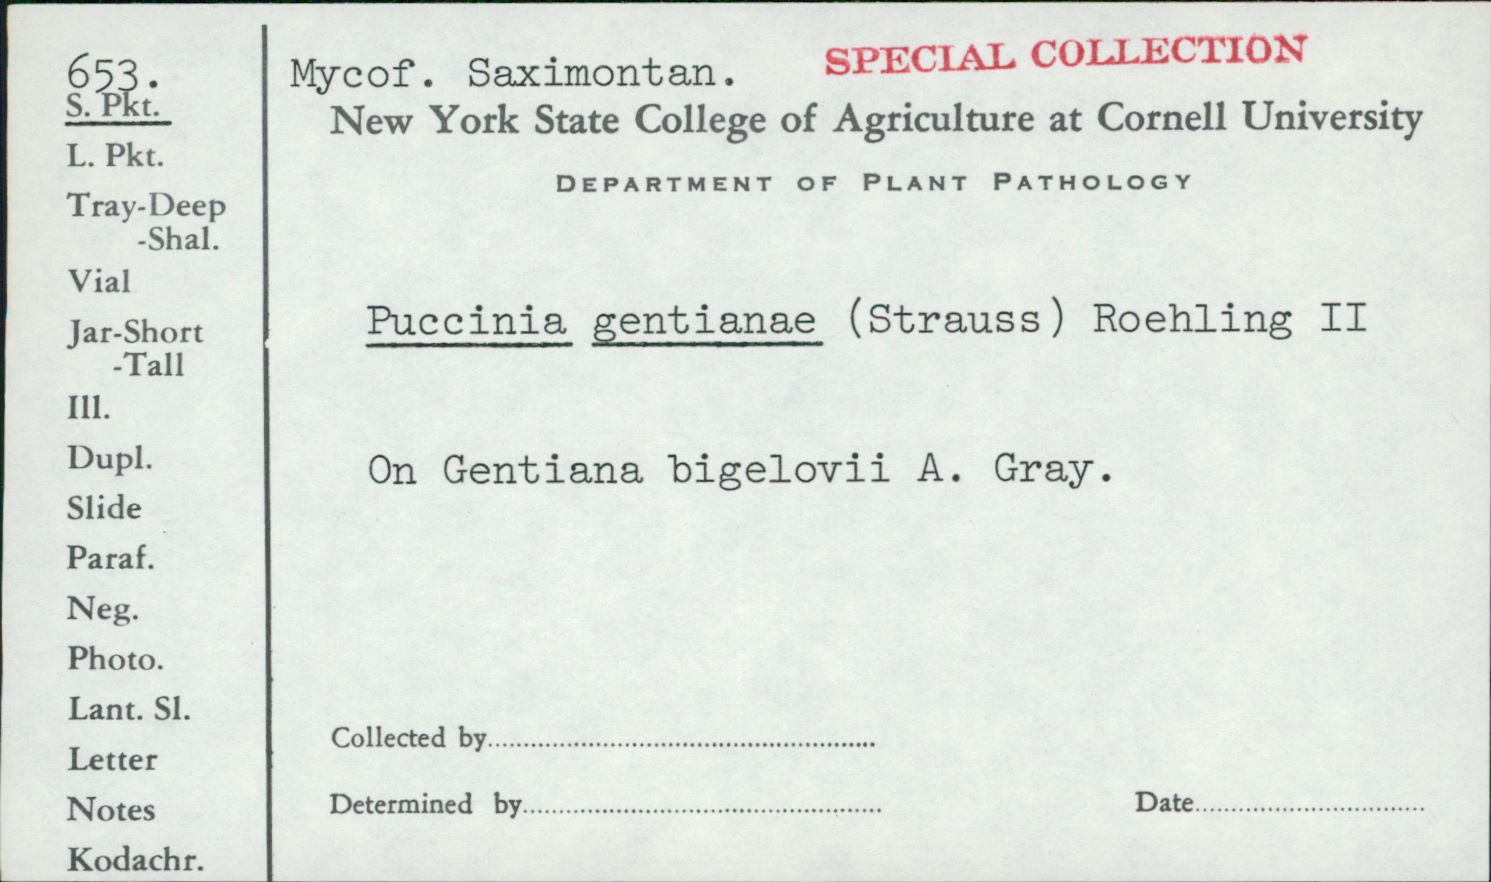 653.
S. Pkt.
L. Pkt.
Tray-Deep
-Shal.
Vial
Jar-Short
-Tall
Ill.
Dupl.
Slide
Paraf.
Neg.
Photo.
Lant. Sl.
Letter
Notes
Kodachr.
Mycof. Saximontan. SPECIAL COLLECTION
New York State College of Agriculture at Cornell University
DEPARTMENT OF PLANT PATHOLOGY
Puccinia gentianae (Strauss) Roehling II
On Gentiana bigelovii A. Gray.
Collected by
Determined by Date